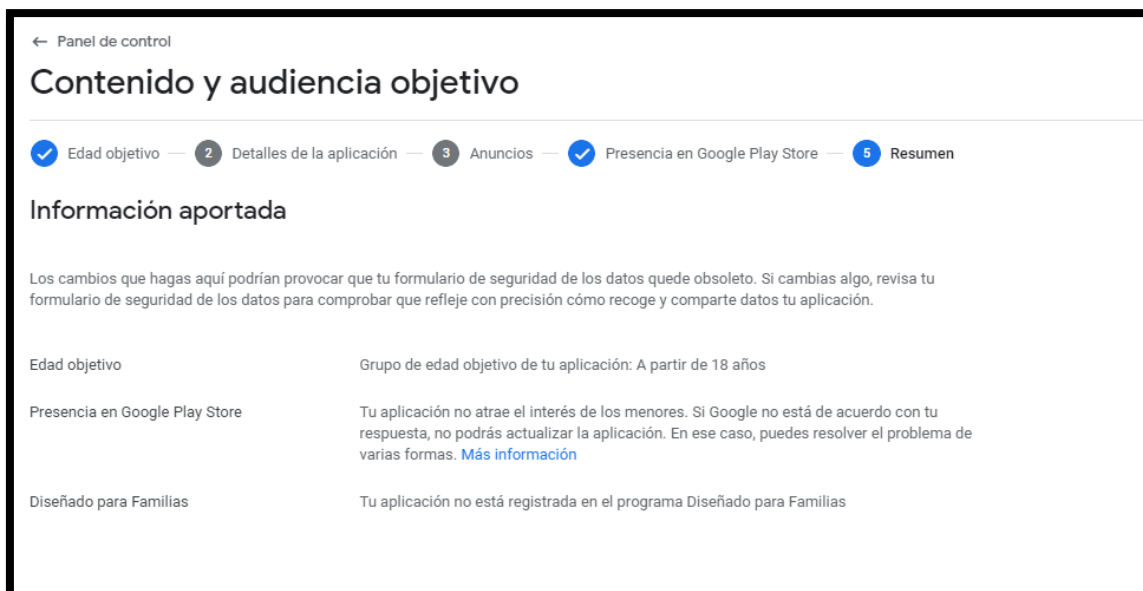 ← Panel de control
Contenido y audiencia objetivo
Edad objetivo — 2 Detalles de la aplicación — 3 Anuncios — Presencia en Google Play Store — 5 Resumen
Información aportada
Los cambios que hagas aquí podrían provocar que tu formulario de seguridad de los datos quede obsoleto. Si cambias algo, revisa tu
formulario de seguridad de los datos para comprobar que refleje con precisión cómo recoge y comparte datos tu aplicación.
Edad objetivo Grupo de edad objetivo de tu aplicación: A partir de 18 años
Presencia en Google Play Store Tu aplicación no atrae el interés de los menores. Si Google no está de acuerdo con tu
respuesta, no podrás actualizar la aplicación. En ese caso, puedes resolver el problema de
varias formas. Más información
Diseñado para Familias Tu aplicación no está registrada en el programa Diseñado para Familias